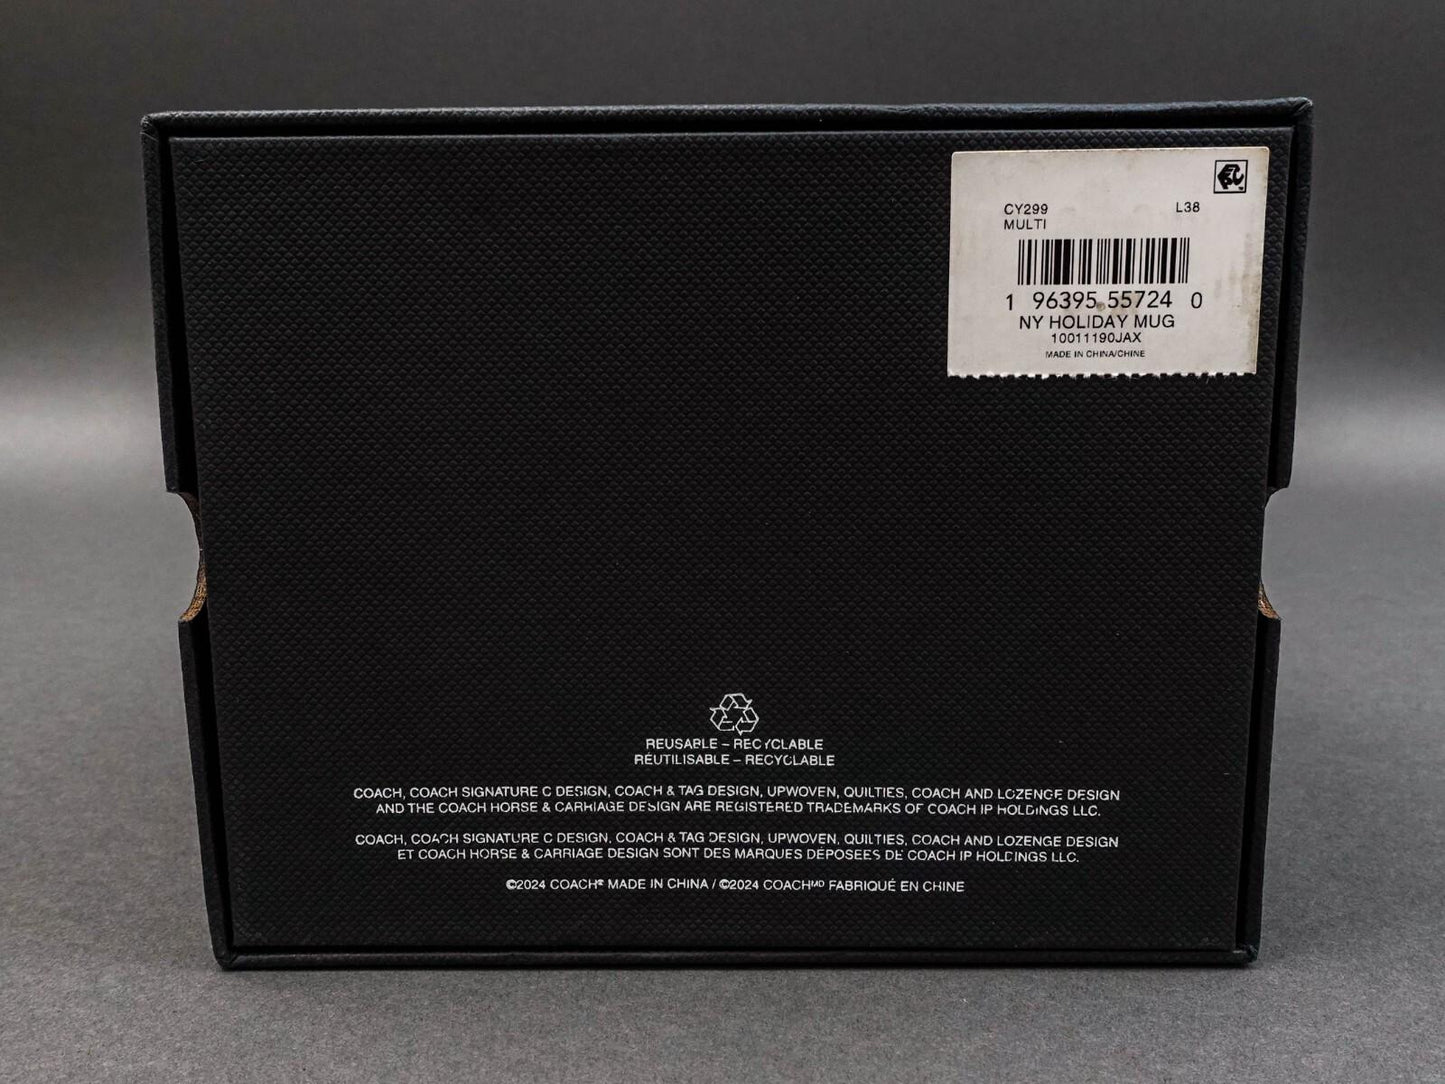 CY299 L38
MULTI
1 96395 55724 0
NY HOLIDAY MUG
10011190JAX
MADE IN CHINA/CHINE
REUSABLE – RECYCLABLE
RÉUTILISABLE – RECYCLABLE
COACH, COACH SIGNATURE C DESIGN, COACH & TAG DESIGN, UPWOVEN, QUILTIES, COACH AND LOZENGE DESIGN
AND THE COACH HORSE & CARRIAGE DESIGN ARE REGISTERED TRADEMARKS OF COACH IP HOLDINGS LLC.
COACH, COACH SIGNATURE C DESIGN, COACH & TAG DESIGN, UPWOVEN, QUILTIES, COACH AND LOZENGE DESIGN
ET COACH HORSE & CARRIAGE DESIGN SONT DES MARQUES DÉPOSEES DE COACH IP HOLDINGS LLC.
©2024 COACH® MADE IN CHINA / ©2024 COACHᴹᴰ FABRIQUÉ EN CHINE